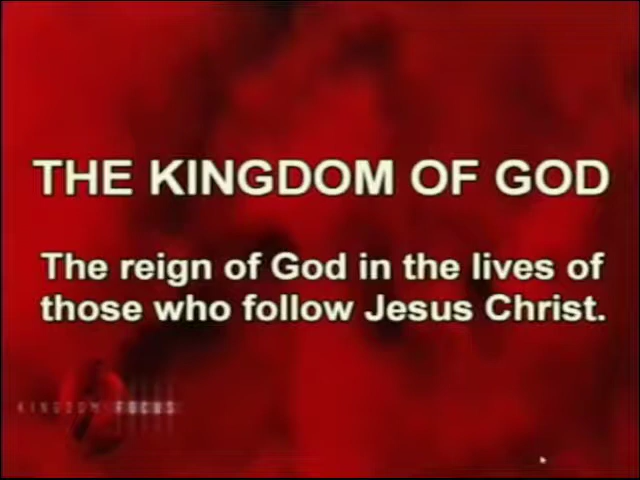 THE KINGDOM OF GOD
The reign of God in the lives of
those who follow Jesus Christ.
KINGDOM FOCUS